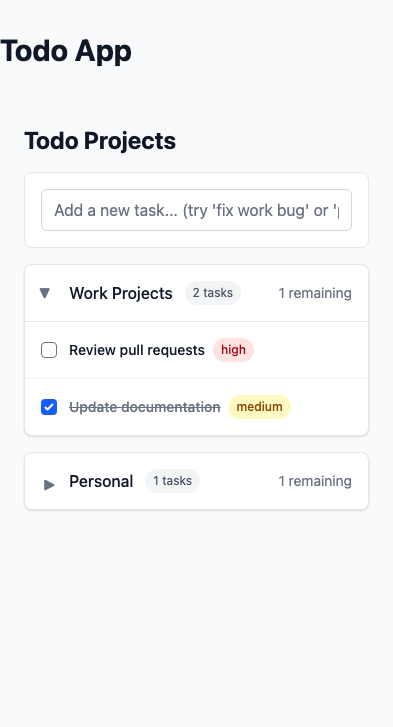 Todo App
Todo Projects
Add a new task... (try 'fix work bug' or '
Work Projects 2 tasks 1 remaining
Review pull requests high
Update documentation medium
Personal 1 tasks 1 remaining